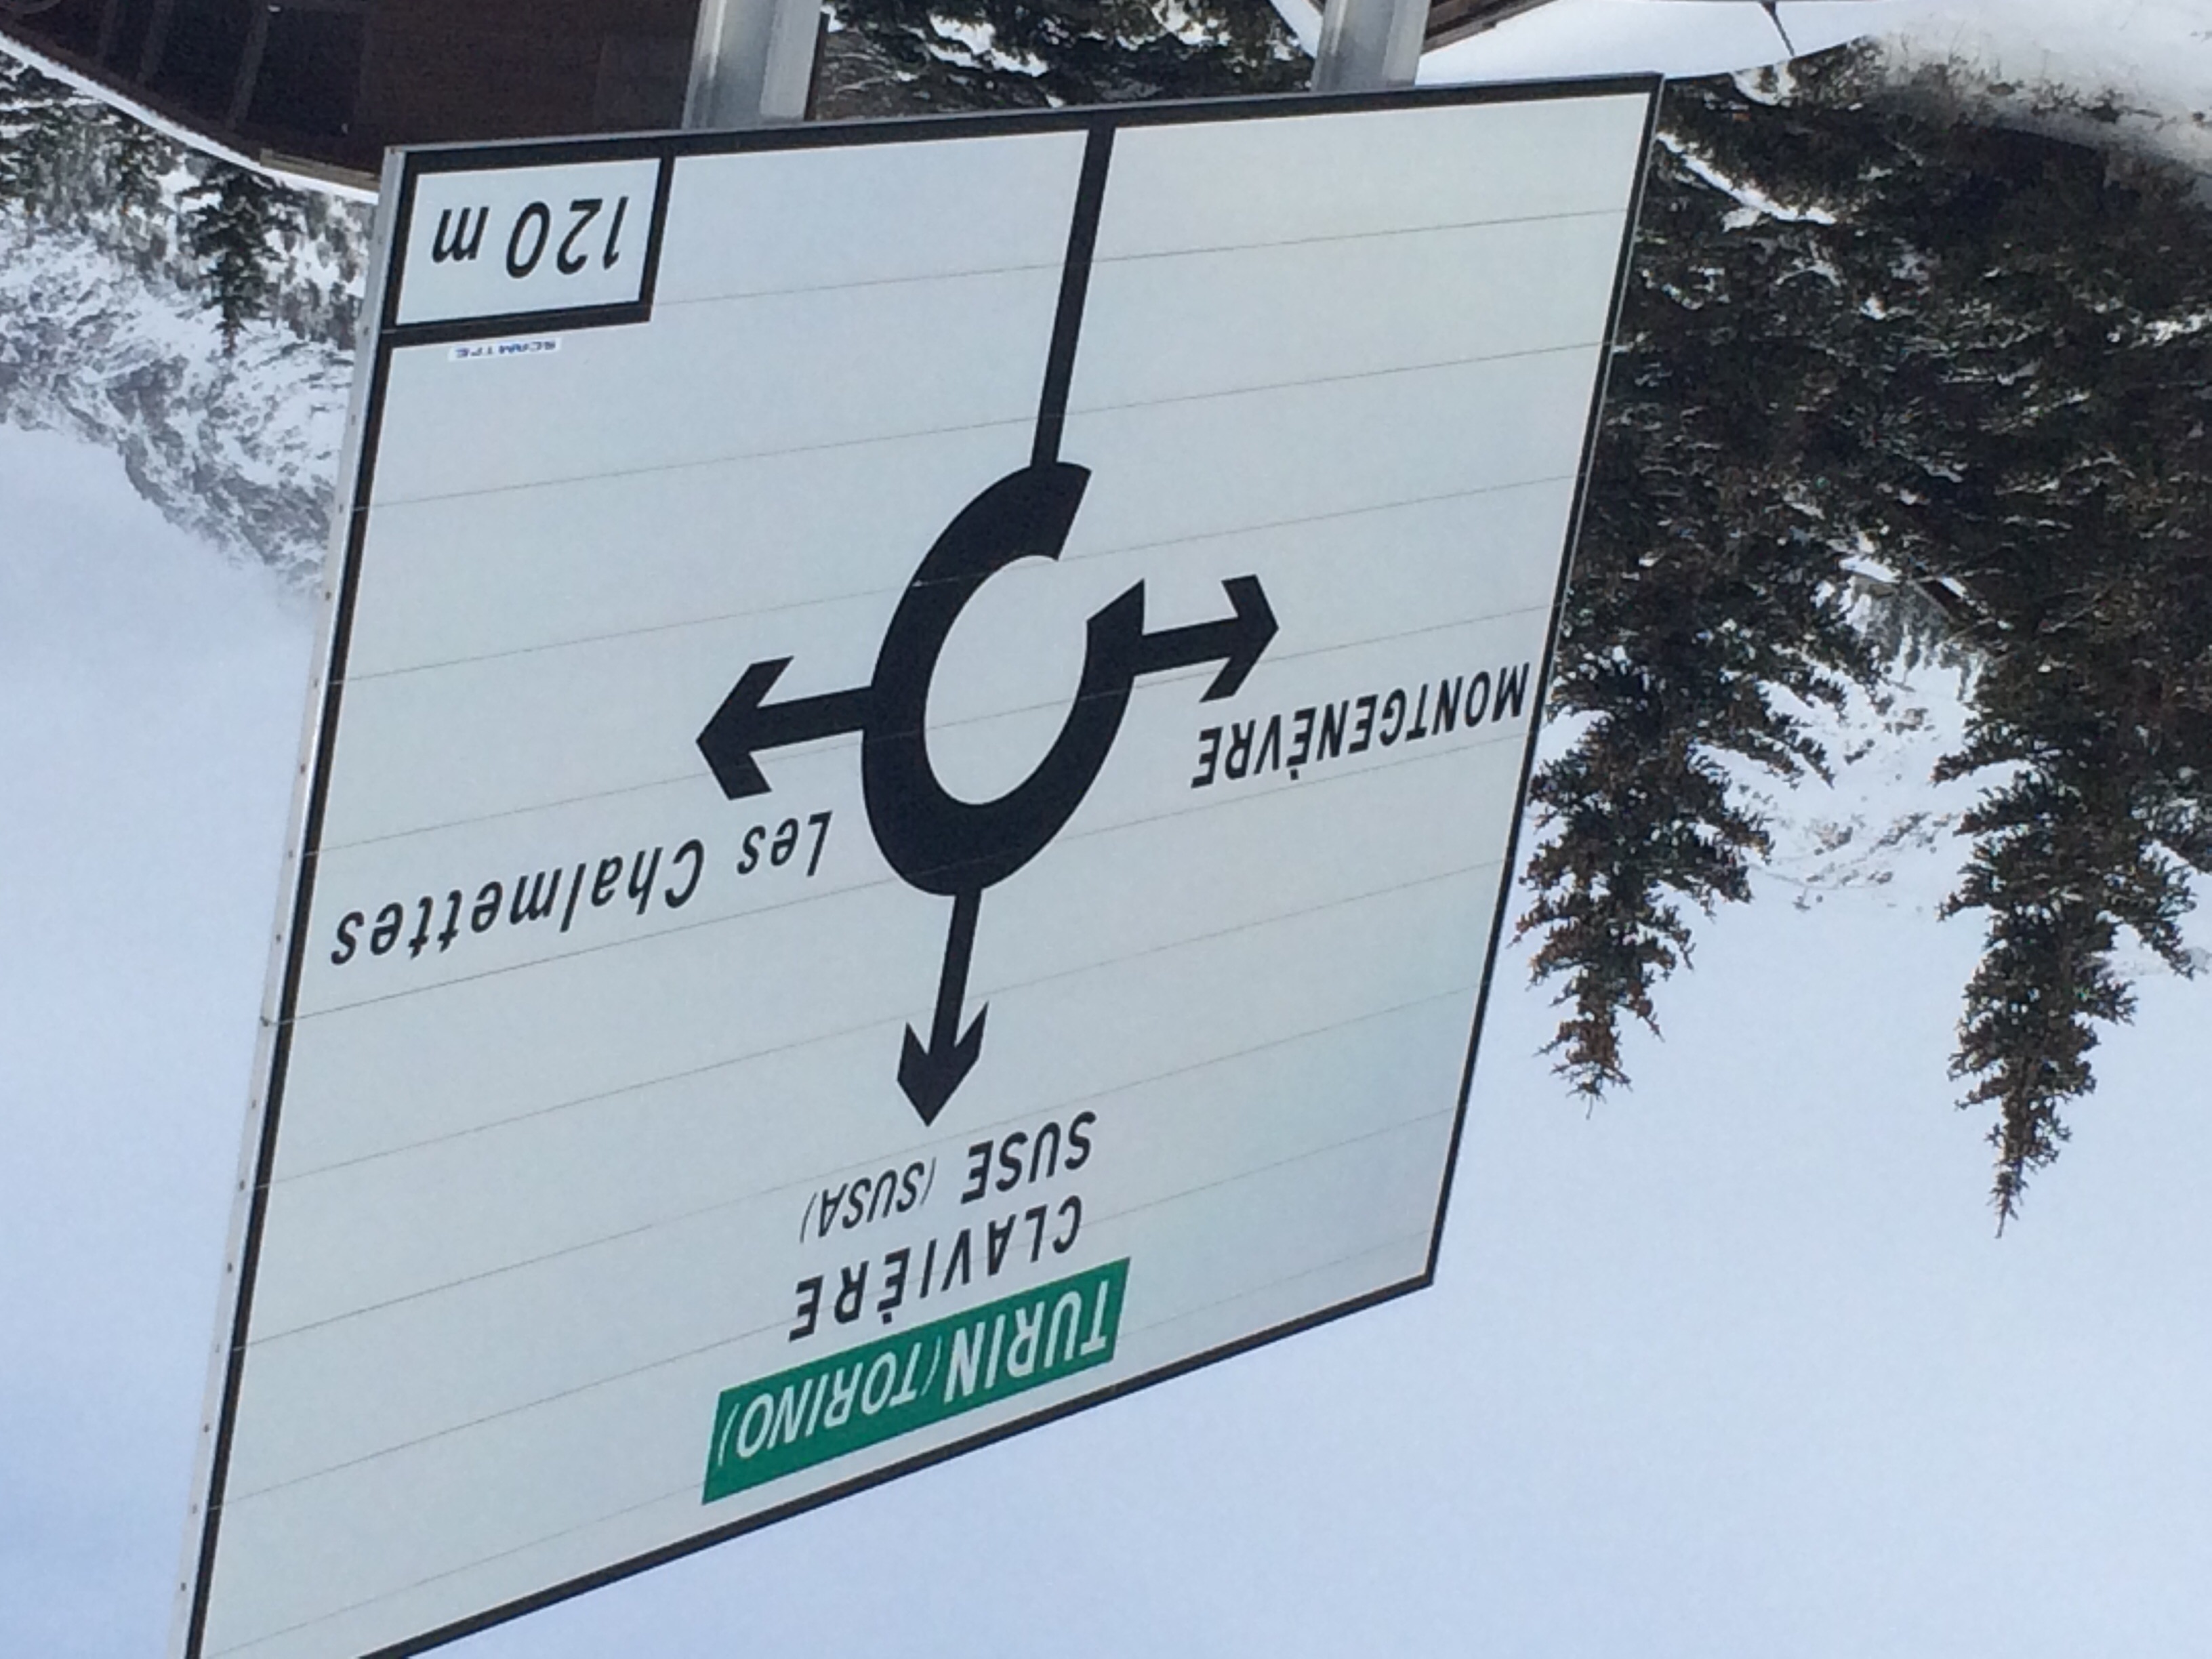 TURIN (TORINO)
CLAVIÈRE
SUSE (SUSA)
MONTGENÈVRE
Les Chalmettes
120 m